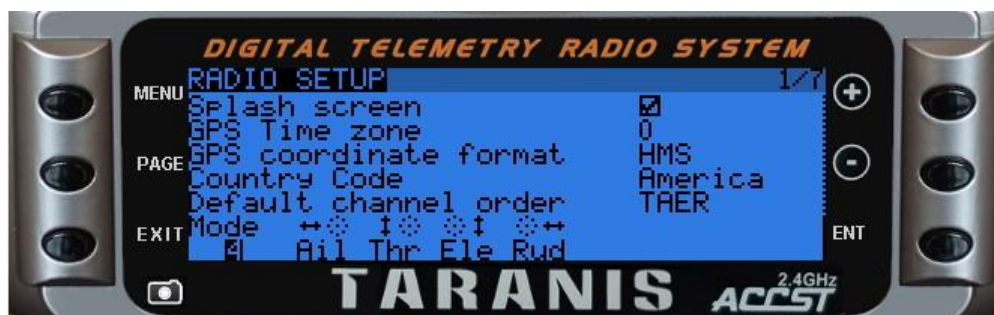 DIGITAL TELEMETRY RADIO SYSTEM
RADIO SETUP 1/7
MENU
Splash screen
GPS Time zone 0
PAGE
GPS coordinate format HMS
Country Code America
Default channel order TAER
EXIT
Mode
4 Ail Thr Ele Rud
+
-
ENT
TARANIS
2.4GHz
ACCST